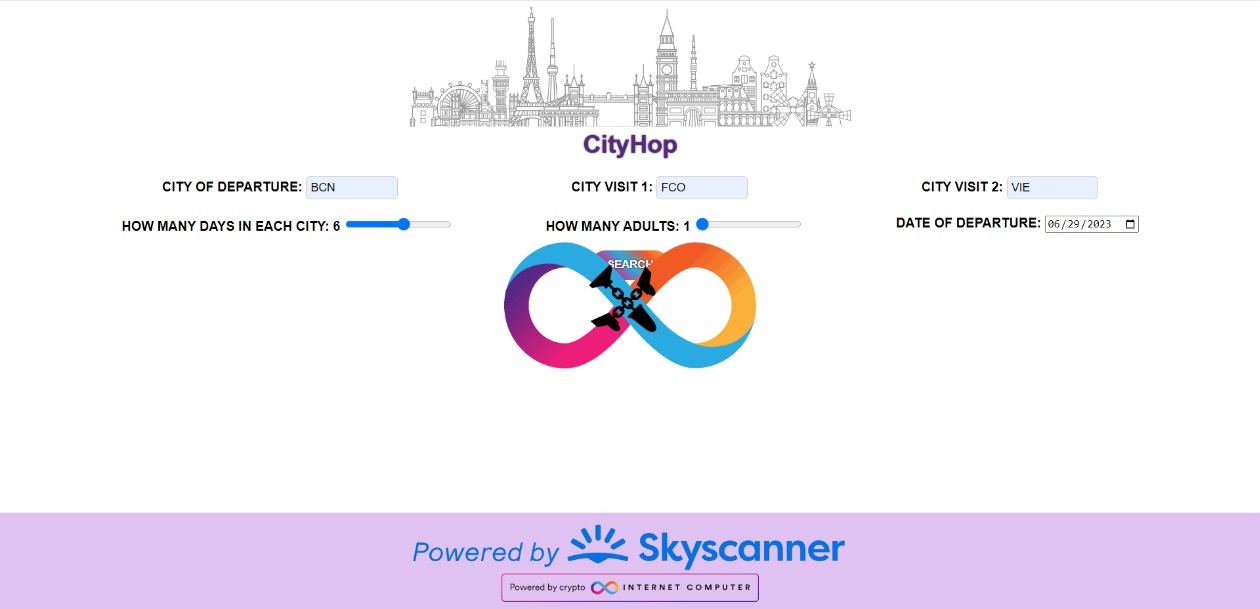 CityHop
CITY OF DEPARTURE: BCN
CITY VISIT 1: FCO
CITY VISIT 2: VIE
HOW MANY DAYS IN EACH CITY: 6
HOW MANY ADULTS: 1
DATE OF DEPARTURE: 06/29/2023
SEARCH
Powered by Skyscanner
Powered by crypto INTERNET COMPUTER